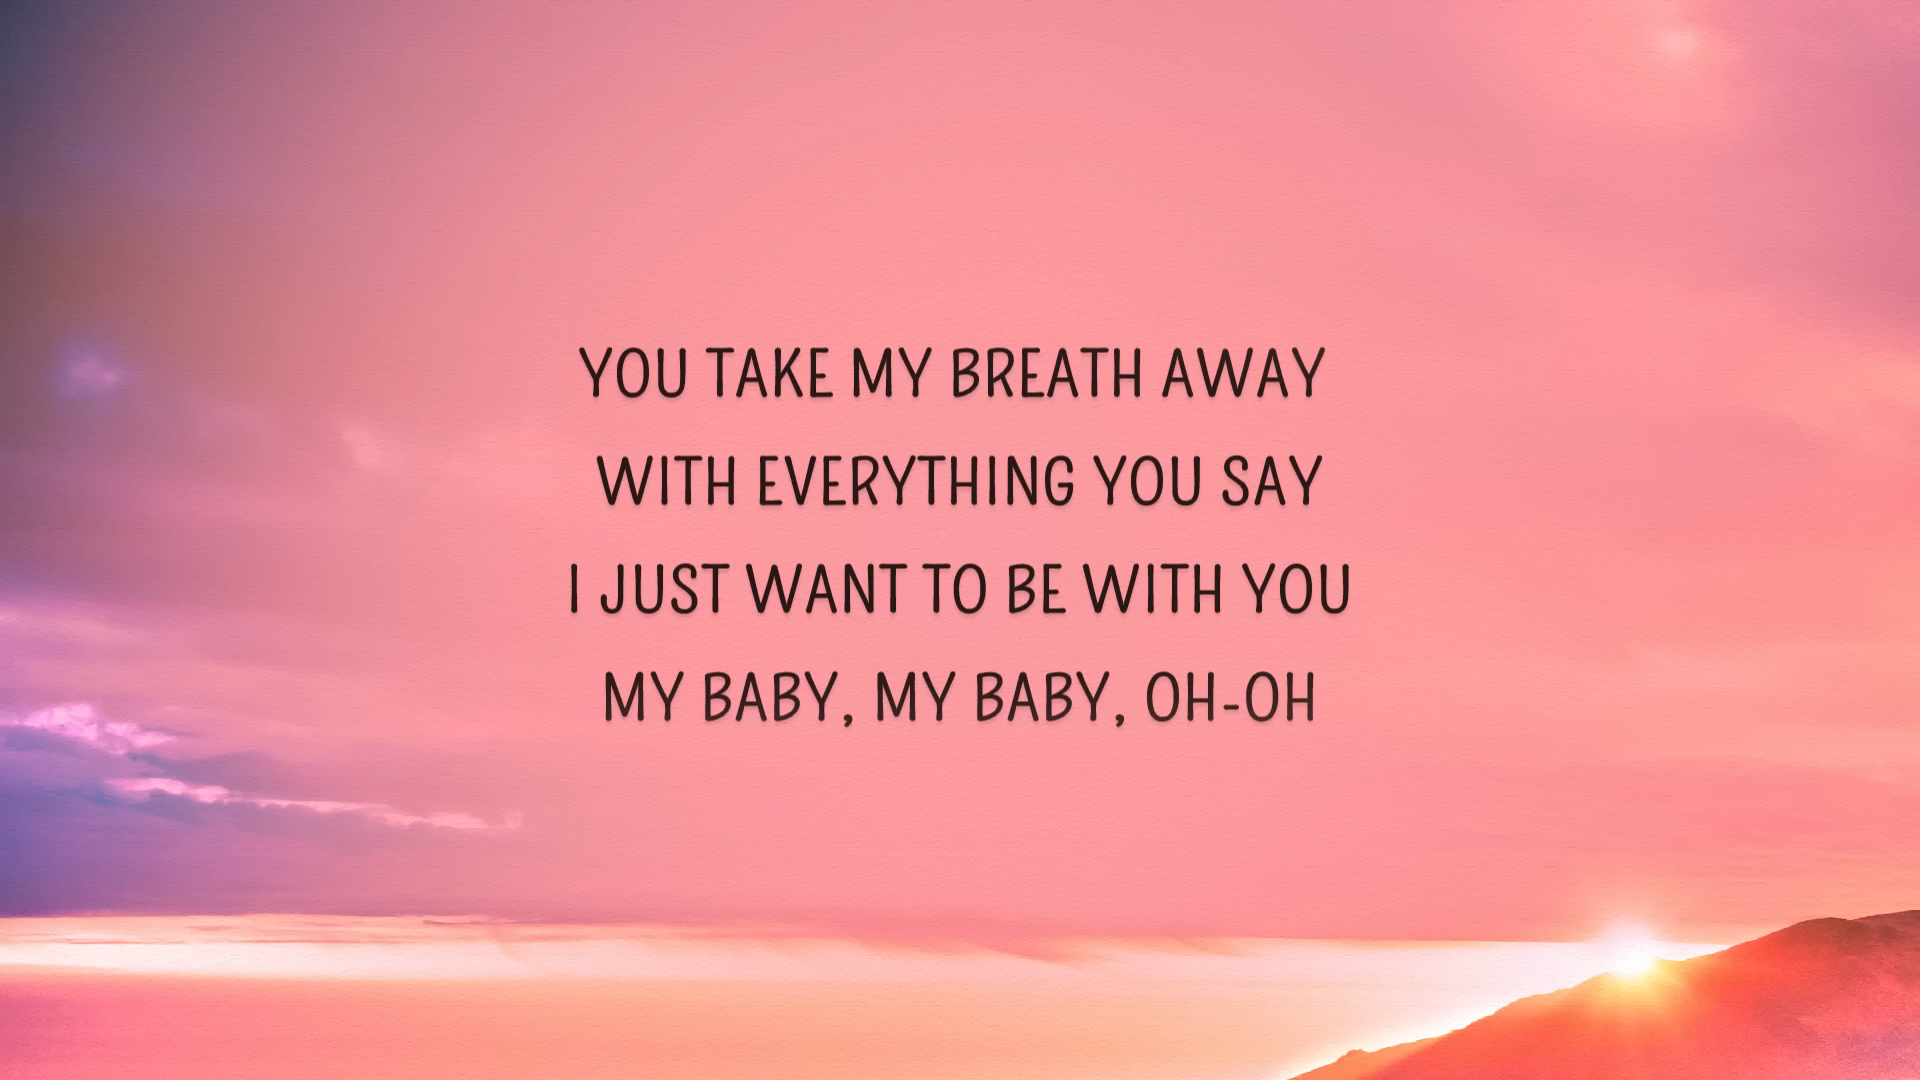 YOU TAKE MY BREATH AWAY
WITH EVERYTHING YOU SAY
I JUST WANT TO BE WITH YOU
MY BABY, MY BABY, OH-OH